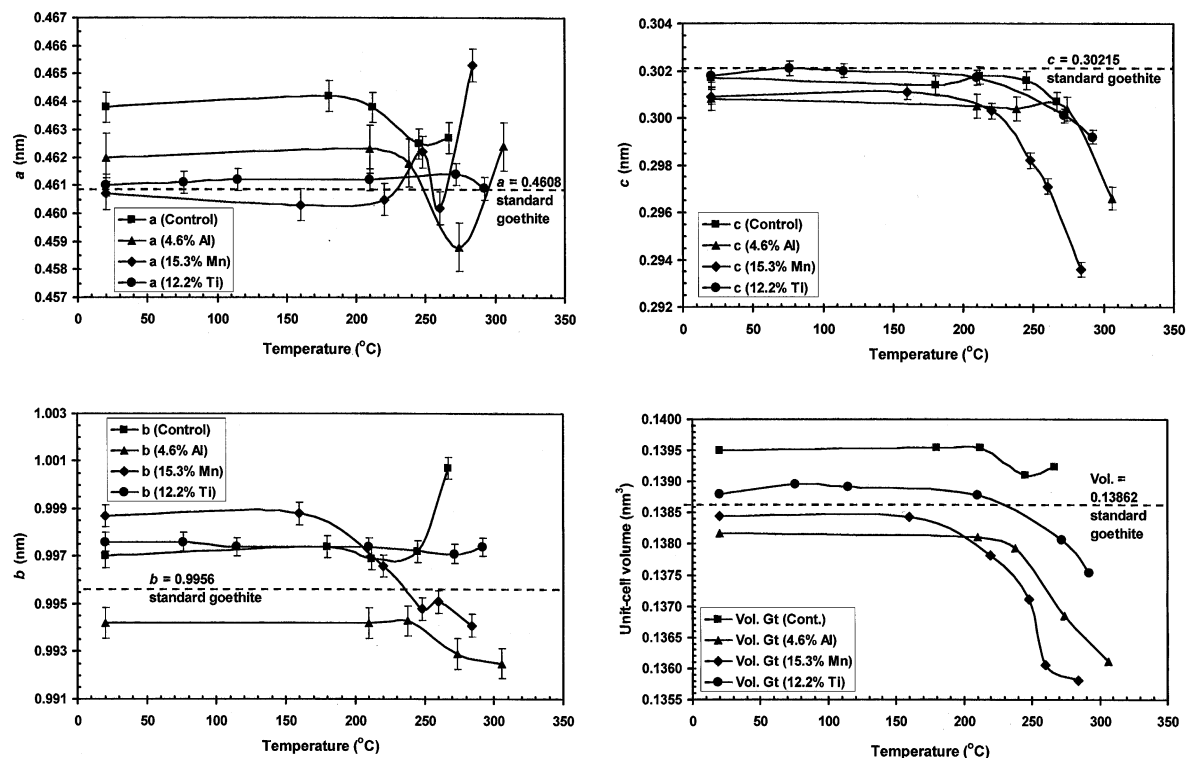 0.467
0.466
0.465
0.464
0.463
0.462
0.461
0.460
0.459
0.458
0.457
a (nm)
a = 0.4608
standard
goethite
a (Control)
a (4.6% Al)
a (15.3% Mn)
a (12.2% Ti)
0 50 100 150 200 250 300 350
Temperature (°C)
0.304
0.302
0.300
0.298
0.296
0.294
0.292
c (nm)
c = 0.30215
standard goethite
c (Control)
c (4.6% Al)
c (15.3% Mn)
c (12.2% Ti)
0 50 100 150 200 250 300 350
Temperature (°C)
1.003
1.001
0.999
0.997
0.995
0.993
0.991
b (nm)
b (Control)
b (4.6% Al)
b (15.3% Mn)
b (12.2% Ti)
b = 0.9956
standard goethite
0 50 100 150 200 250 300 350
Temperature (°C)
0.1400
0.1395
0.1390
0.1385
0.1380
0.1375
0.1370
0.1365
0.1360
0.1355
Unit-cell volume (nm³)
Vol. =
0.13862
standard
goethite
Vol. Gt (Cont.)
Vol. Gt (4.6% Al)
Vol. Gt (15.3% Mn)
Vol. Gt (12.2% Ti)
0 50 100 150 200 250 300 350
Temperature (°C)